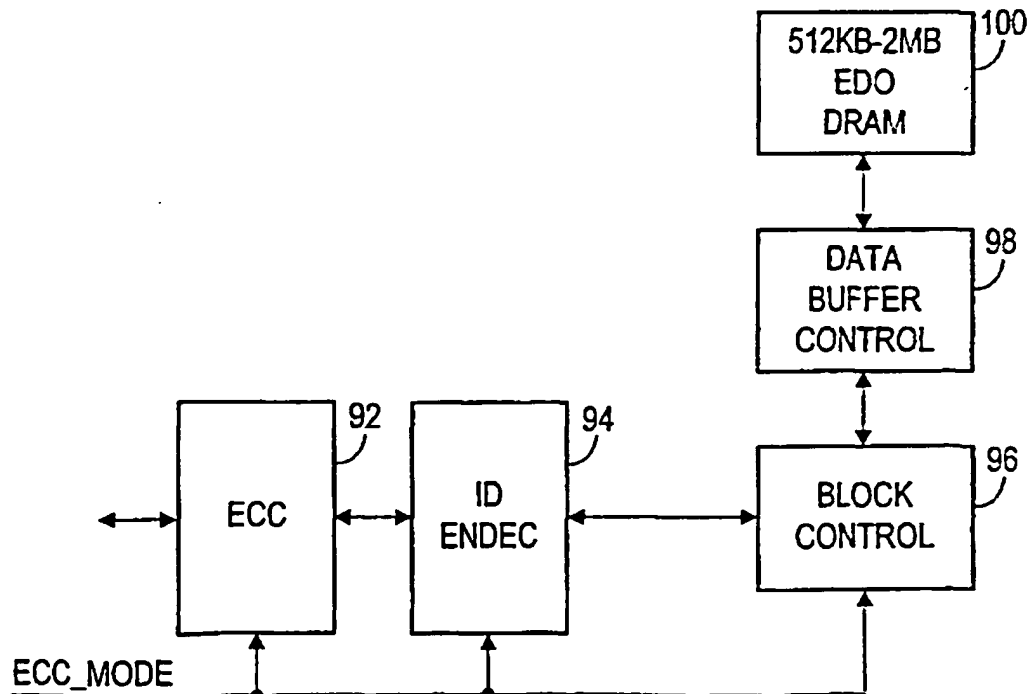 512KB-2MB
EDO
DRAM
100
DATA
BUFFER
CONTROL
98
ECC
92
ID
ENDEC
94
BLOCK
CONTROL
96
ECC_MODE